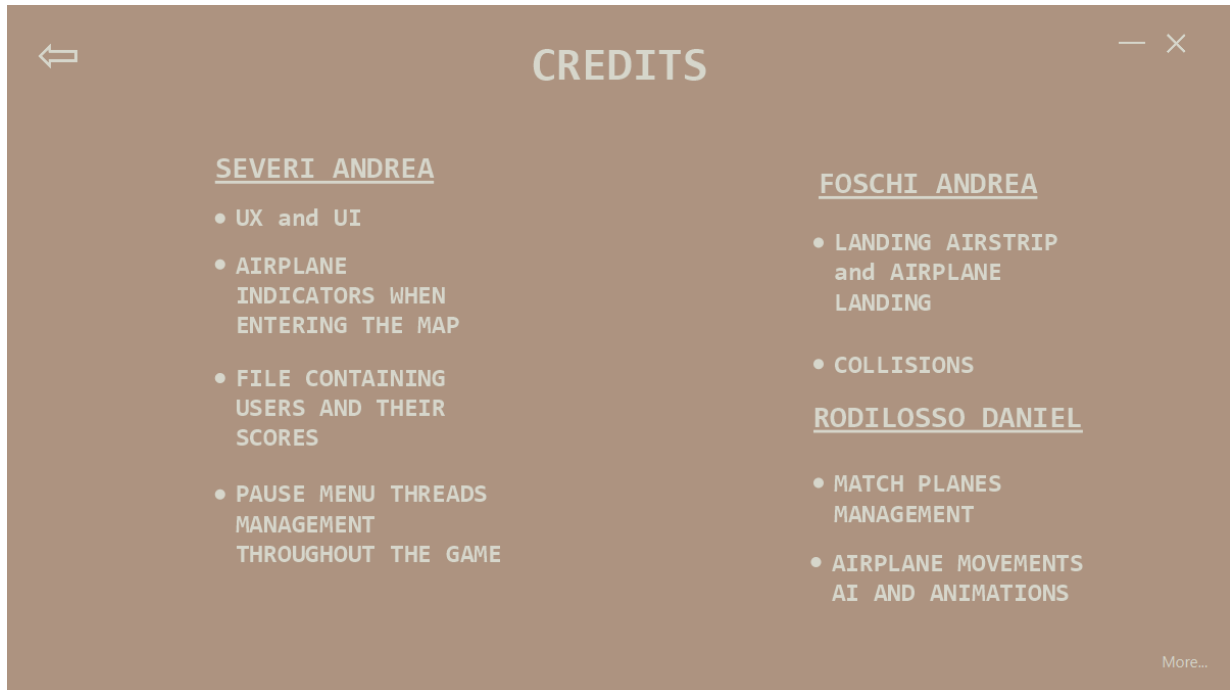 CREDITS
SEVERI ANDREA
UX and UI
AIRPLANE
INDICATORS WHEN
ENTERING THE MAP
FILE CONTAINING
USERS AND THEIR
SCORES
PAUSE MENU THREADS
MANAGEMENT
THROUGHOUT THE GAME
FOSCHI ANDREA
LANDING AIRSTRIP
and AIRPLANE
LANDING
COLLISIONS
RODILOSSO DANIEL
MATCH PLANES
MANAGEMENT
AIRPLANE MOVEMENTS
AI AND ANIMATIONS
More...